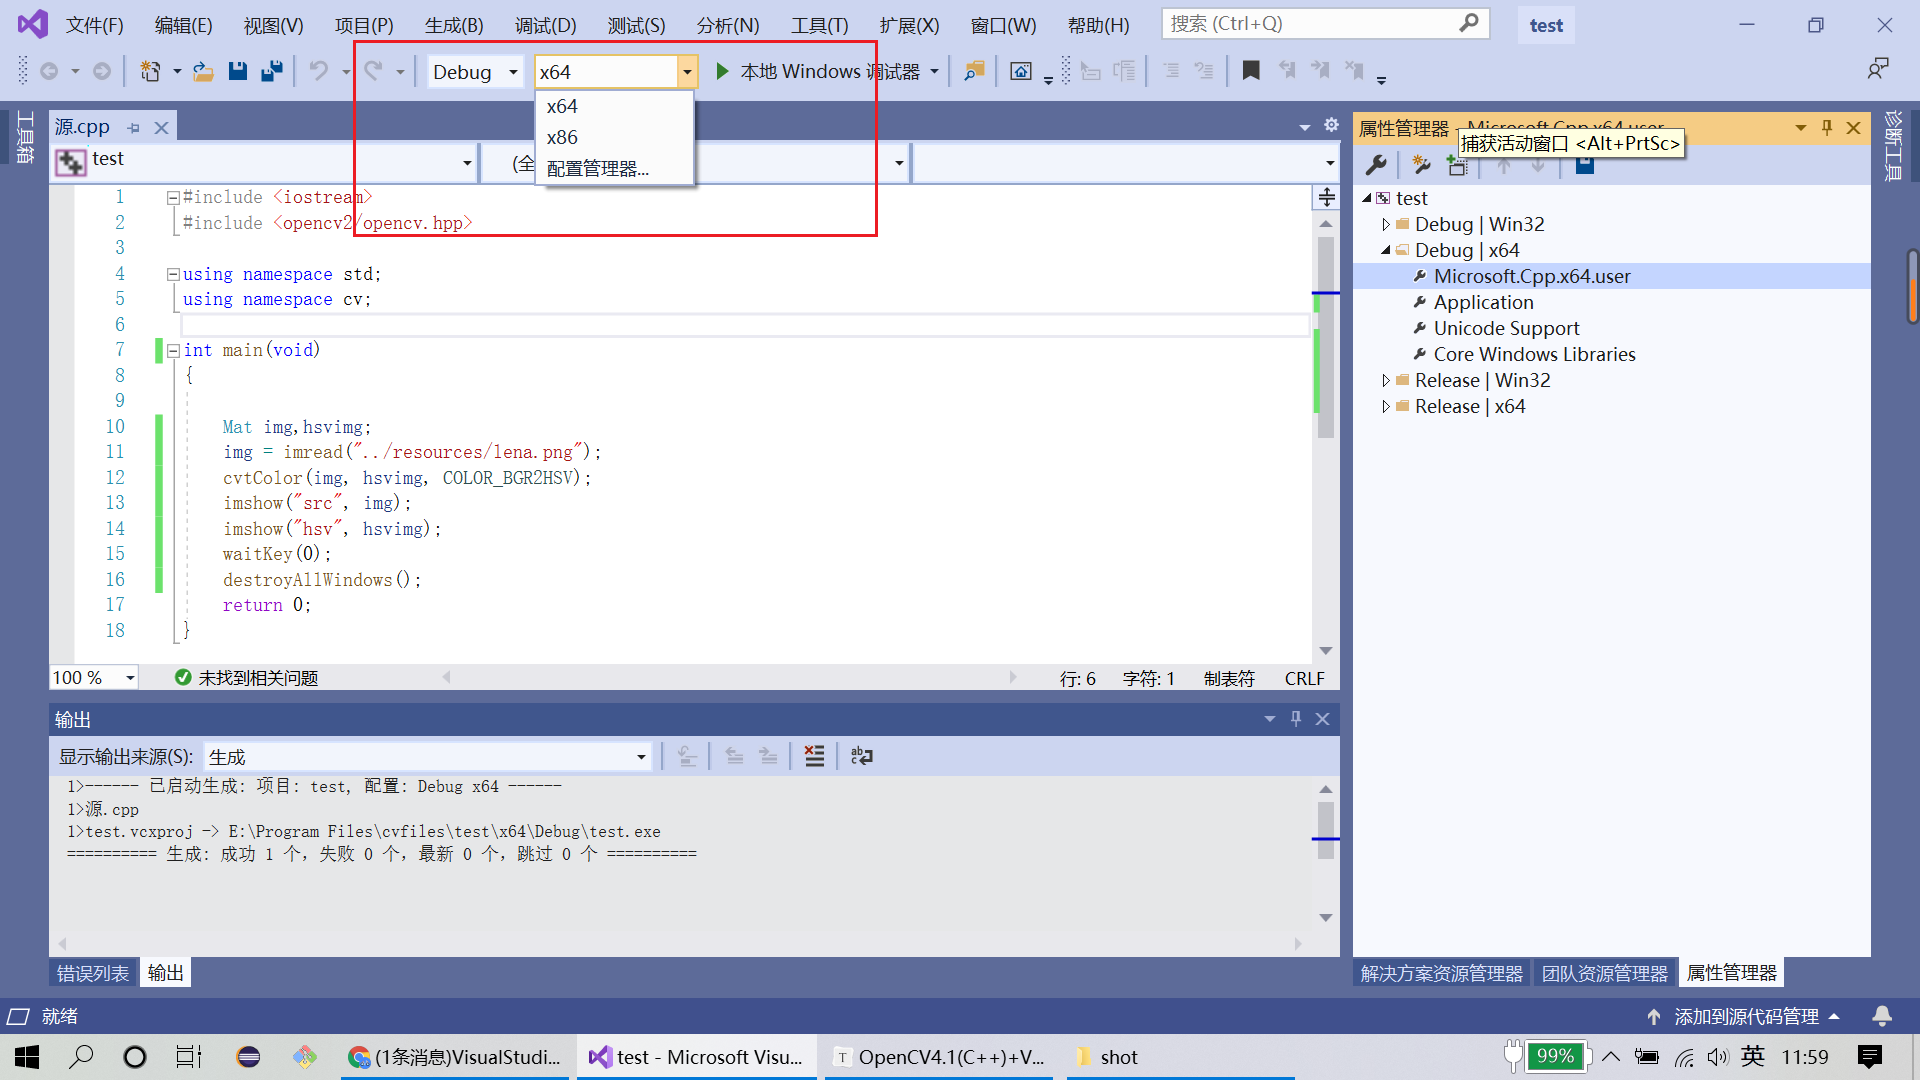 文件(F) 编辑(E) 视图(V) 项目(P) 生成(B) 调试(D) 测试(S) 分析(N) 工具(T) 扩展(X) 窗口(W) 帮助(H) 搜索 (Ctrl+Q) test
Debug x64 本地 Windows 调试器
x64
x86
配置管理器...
工具箱
源.cpp
test
(全
1 #include <iostream>
2 #include <opencv2/opencv.hpp>
3
4 using namespace std;
5 using namespace cv;
6
7 int main(void)
8 {
9
10 Mat img,hsvimg;
11 img = imread("../resources/lena.png");
12 cvtColor(img, hsvimg, COLOR_BGR2HSV);
13 imshow("src", img);
14 imshow("hsv", hsvimg);
15 waitKey(0);
16 destroyAllWindows();
17 return 0;
18 }
100 % 未找到相关问题 行: 6 字符: 1 制表符 CRLF
输出
显示输出来源(S): 生成
1>------ 已启动生成: 项目: test, 配置: Debug x64 ------
1>源.cpp
1>test.vcxproj -> E:\Program Files\cvfiles\test\x64\Debug\test.exe
========== 生成: 成功 1 个，失败 0 个，最新 0 个，跳过 0 个 ==========
错误列表 输出
属性管理器 - Microsoft.Cpp.x64.user
捕获活动窗口 <Alt+PrtSc>
test
Debug | Win32
Debug | x64
Microsoft.Cpp.x64.user
Application
Unicode Support
Core Windows Libraries
Release | Win32
Release | x64
诊断工具
解决方案资源管理器 团队资源管理器 属性管理器
就绪 添加到源代码管理
(1条消息)VisualStudi... test - Microsoft Visu... OpenCV4.1(C++)+V... shot 99% 英 11:59